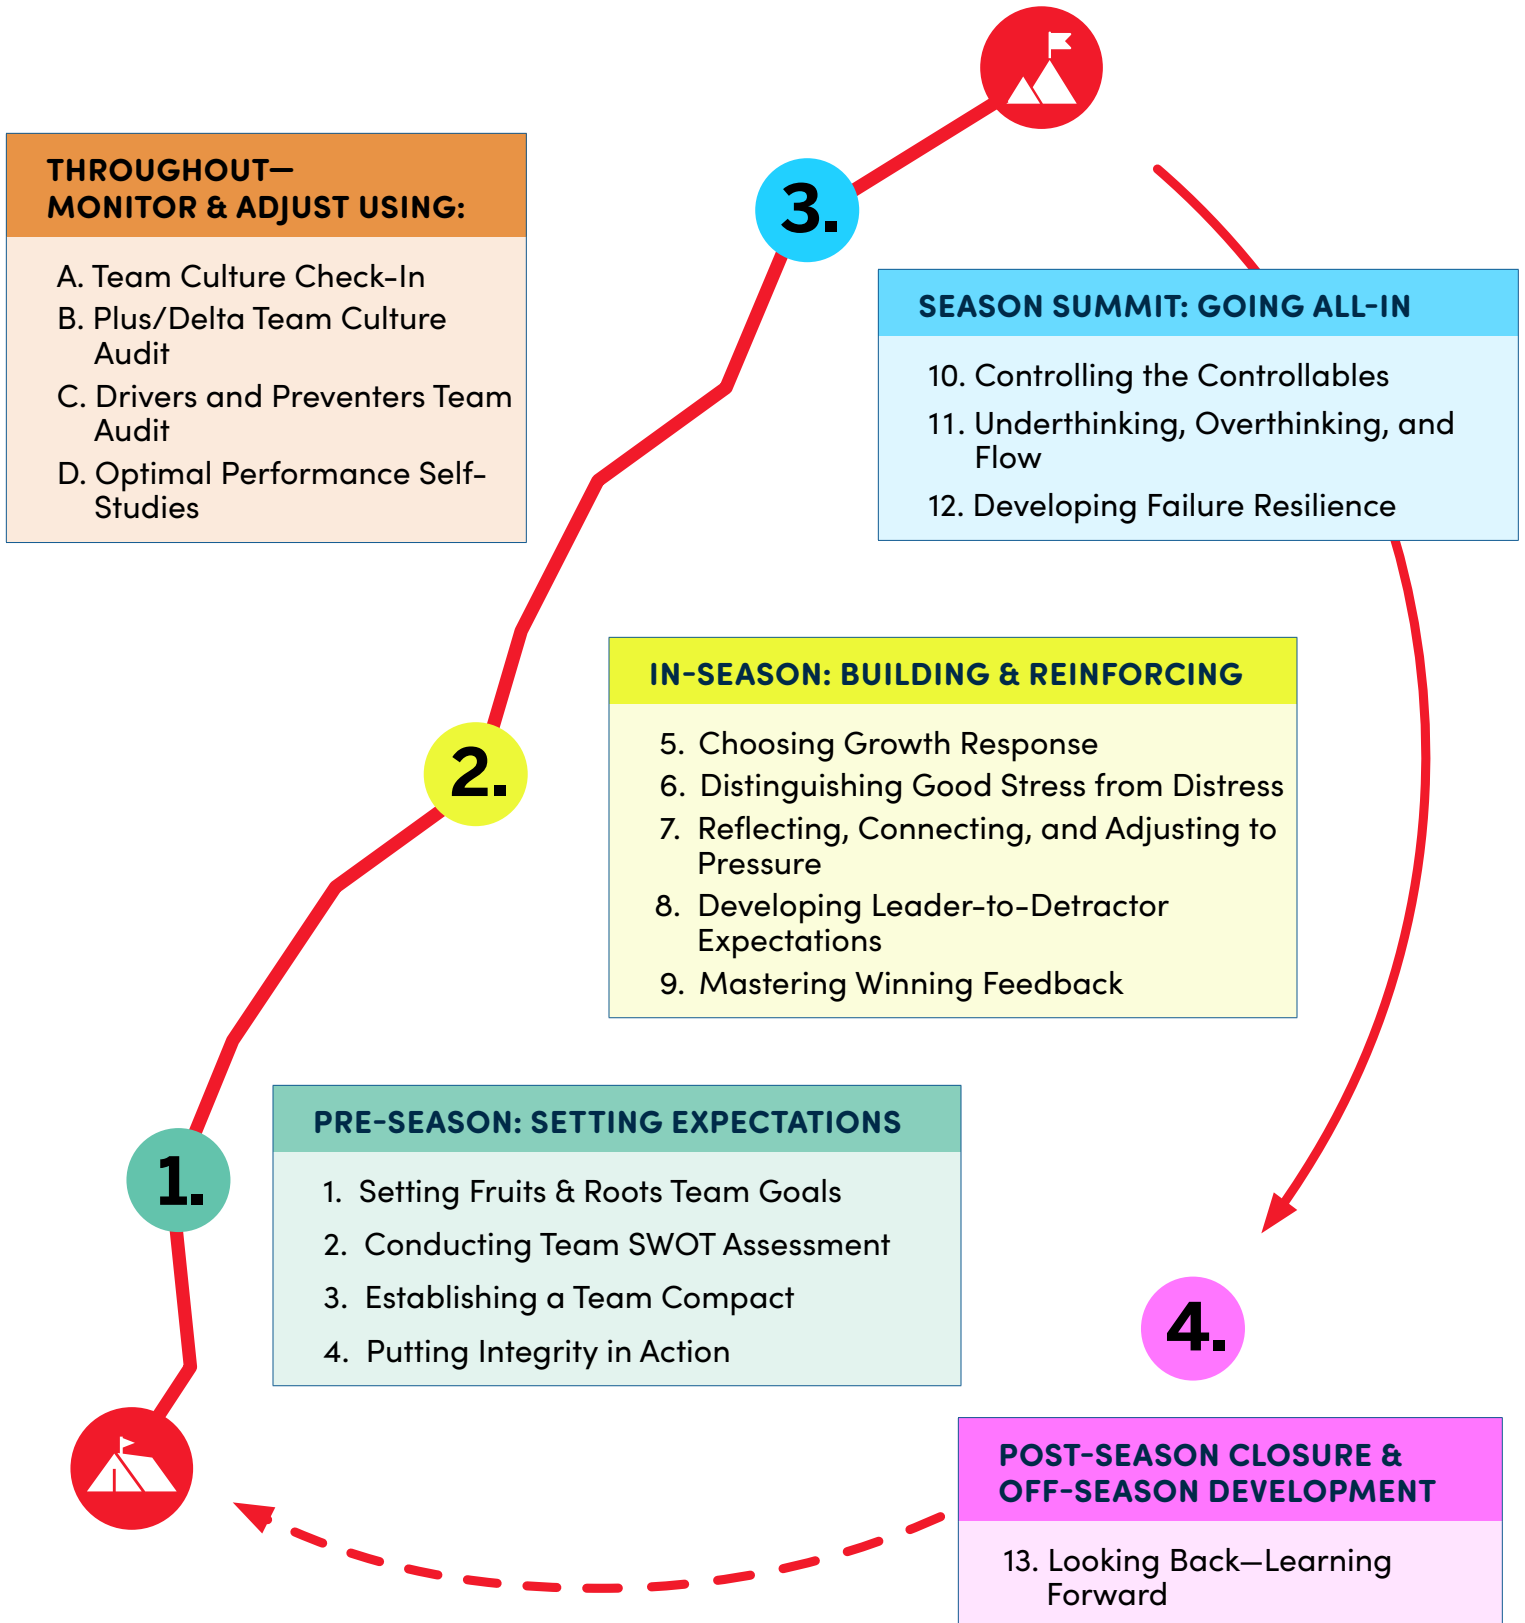 3.
THROUGHOUT—
MONITOR & ADJUST USING:
A. Team Culture Check-In
B. Plus/Delta Team Culture
Audit
C. Drivers and Preventers Team
Audit
D. Optimal Performance Self-
Studies
SEASON SUMMIT: GOING ALL-IN
10. Controlling the Controllables
11. Underthinking, Overthinking, and
Flow
12. Developing Failure Resilience
2.
IN-SEASON: BUILDING & REINFORCING
5. Choosing Growth Response
6. Distinguishing Good Stress from Distress
7. Reflecting, Connecting, and Adjusting to
Pressure
8. Developing Leader-to-Detractor
Expectations
9. Mastering Winning Feedback
1.
PRE-SEASON: SETTING EXPECTATIONS
1. Setting Fruits & Roots Team Goals
2. Conducting Team SWOT Assessment
3. Establishing a Team Compact
4. Putting Integrity in Action
4.
POST-SEASON CLOSURE &
OFF-SEASON DEVELOPMENT
13. Looking Back—Learning
Forward